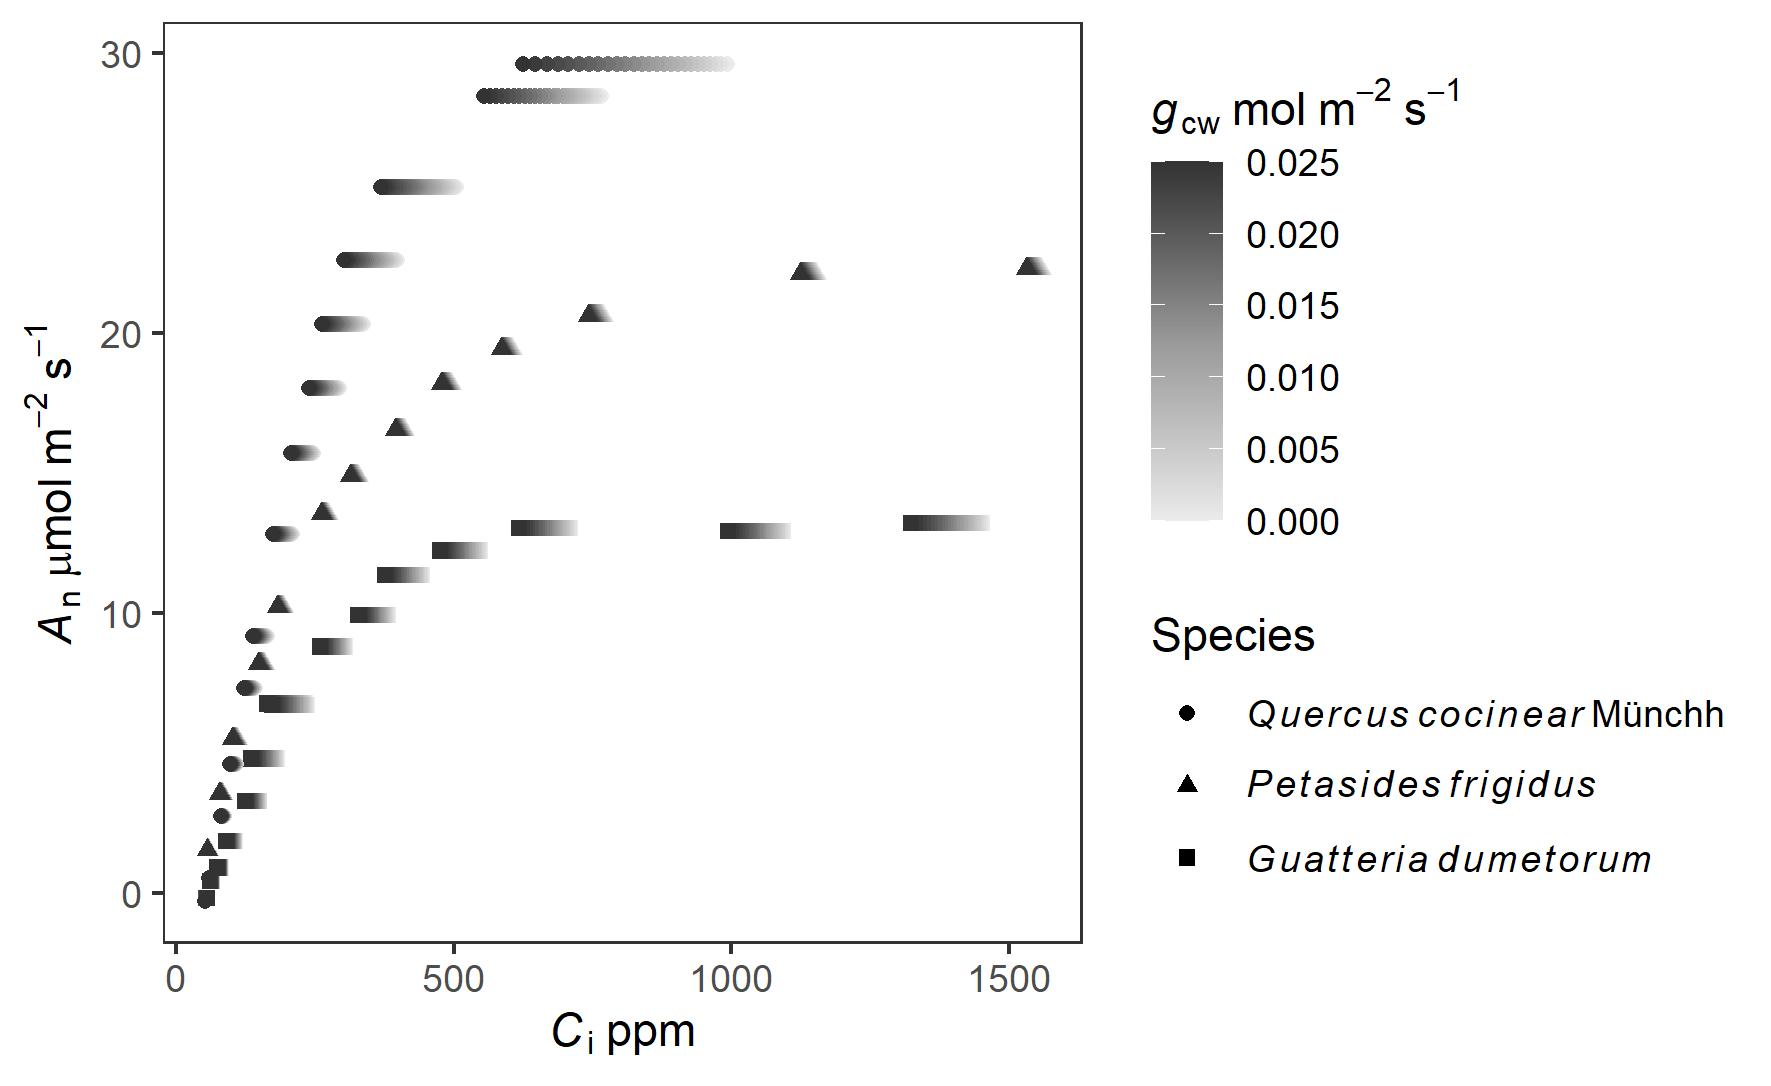 30
20
10
0
0 500 1000 1500
Aₙ μmol m⁻² s⁻¹
Cᵢ ppm
g_cw mol m⁻² s⁻¹
0.025
0.020
0.015
0.010
0.005
0.000
Species
Quercus cocinear Münchh
Petasides frigidus
Guatteria dumetorum